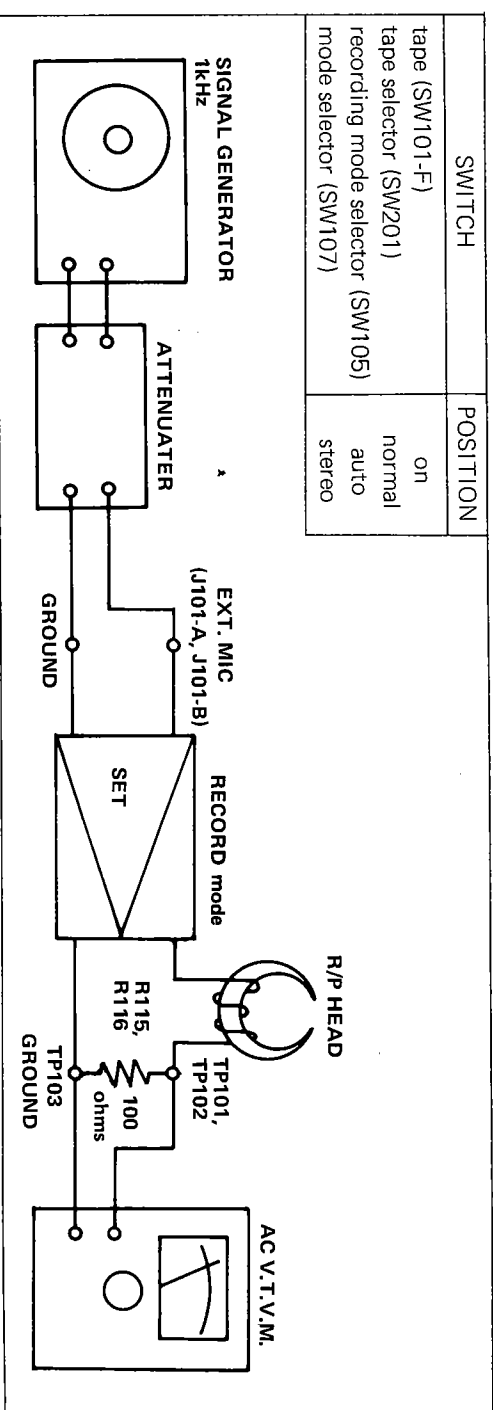 SWITCH POSITION
tape (SW101-F) on
tape selector (SW201) normal
recording mode selector (SW105) auto
mode selector (SW107) stereo
SIGNAL GENERATOR
1kHz
ATTENUATER
EXT. MIC
(J101-A, J101-B)
GROUND
RECORD mode
SET
R/P HEAD
R115,
R116
100
ohms
TP101,
TP102
TP103
GROUND
AC V.T.V.M.